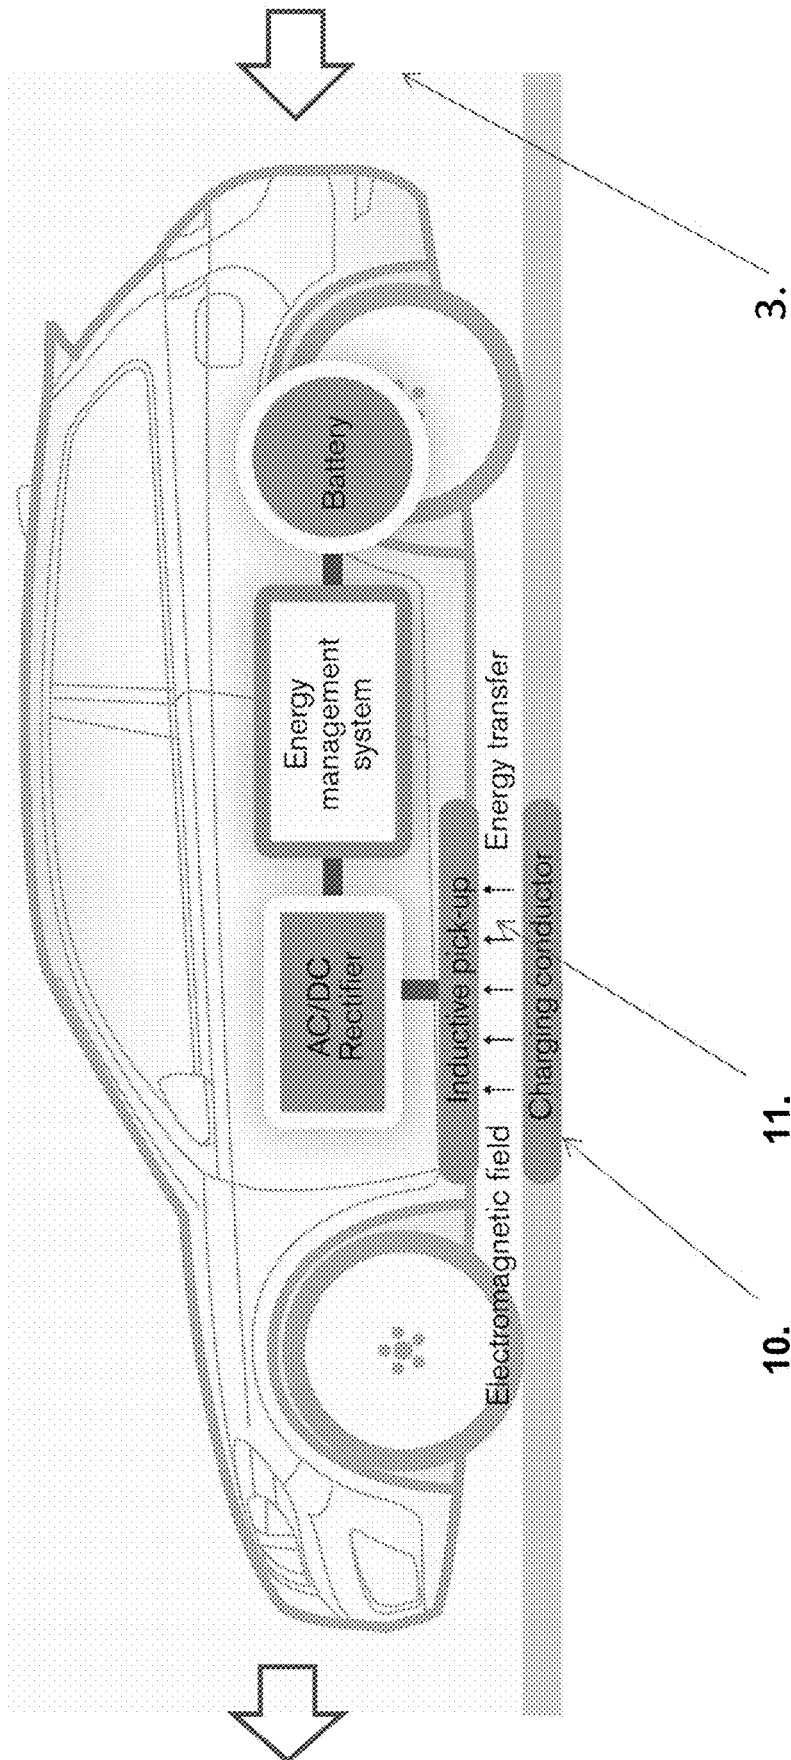 AC/DC
Rectifier
Energy
management
system
Battery
Inductive pick-up
Electromagnetic field
Energy transfer
Charging conductor
10.
11.
3.